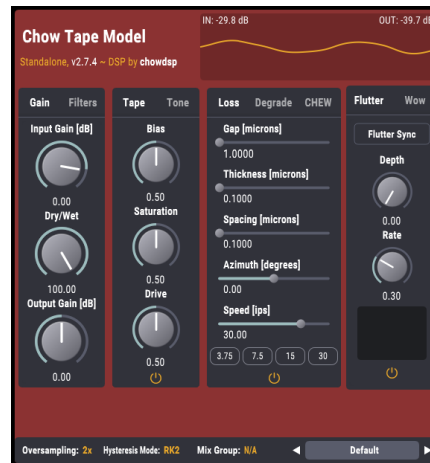 Chow Tape Model
Standalone, v2.7.4 ~ DSP by chowdsp
IN: -29.8 dB
OUT: -39.7 dB
Gain
Filters
Input Gain [dB]
0.00
Dry/Wet
100.00
Output Gain [dB]
0.00
Tape
Tone
Bias
0.50
Saturation
0.50
Drive
0.50
Loss
Degrade
CHEW
Gap [microns]
1.0000
Thickness [microns]
0.1000
Spacing [microns]
0.1000
Azimuth [degrees]
0.00
Speed [ips]
30.00
3.75
7.5
15
30
Flutter
Wow
Flutter Sync
Depth
0.00
Rate
0.30
Oversampling: 2x
Hysteresis Mode: RK2
Mix Group: N/A
Default